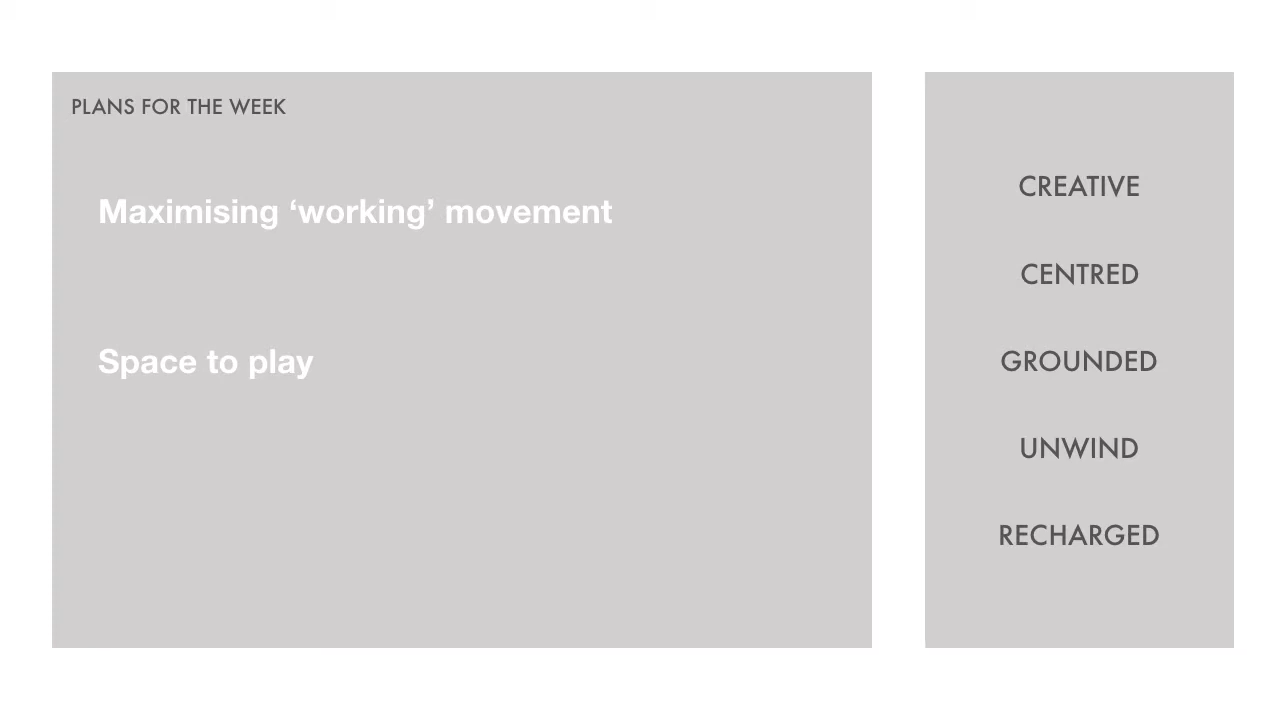 PLANS FOR THE WEEK
Maximising ‘working’ movement
Space to play
CREATIVE
CENTRED
GROUNDED
UNWIND
RECHARGED